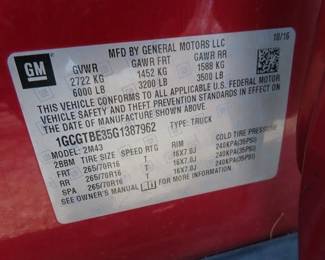 GM
MFD BY GENERAL MOTORS LLC
10/16
GVWR GAWR FRT GAWR RR
2722 KG 1452 KG 1588 KG
6000 LB 3200 LB 3500 LB
THIS VEHICLE CONFORMS TO ALL APPLICABLE U.S. FEDERAL MOTOR
VEHICLE SAFETY AND THEFT PREVENTION STANDARDS IN EFFECT ON
THE DATE OF MANUFACTURE SHOWN ABOVE.
1GCGTBE35G1387962 TYPE: TRUCK
2M43
2BBM TIRE SIZE SPEED RTG RIM COLD TIRE PRESSURE
FRT 265/70R16 T 16X7.0J 240KPA(35PSI)
RR 265/70R16 T 16X7.0J 240KPA(35PSI)
SPA 265/70R16 T 16X7.0J 240KPA(35PSI)
SEE OWNER'S MANUAL FOR MORE INFORMATION.